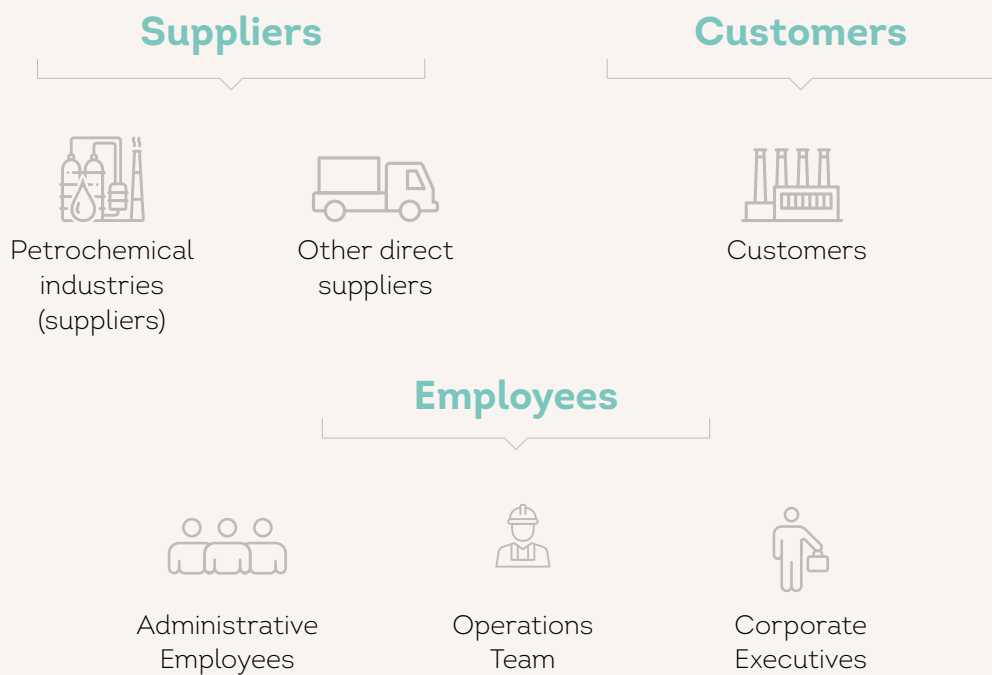 Suppliers
Customers
Petrochemical
industries
(suppliers)
Other direct
suppliers
Customers
Employees
Administrative
Employees
Operations
Team
Corporate
Executives